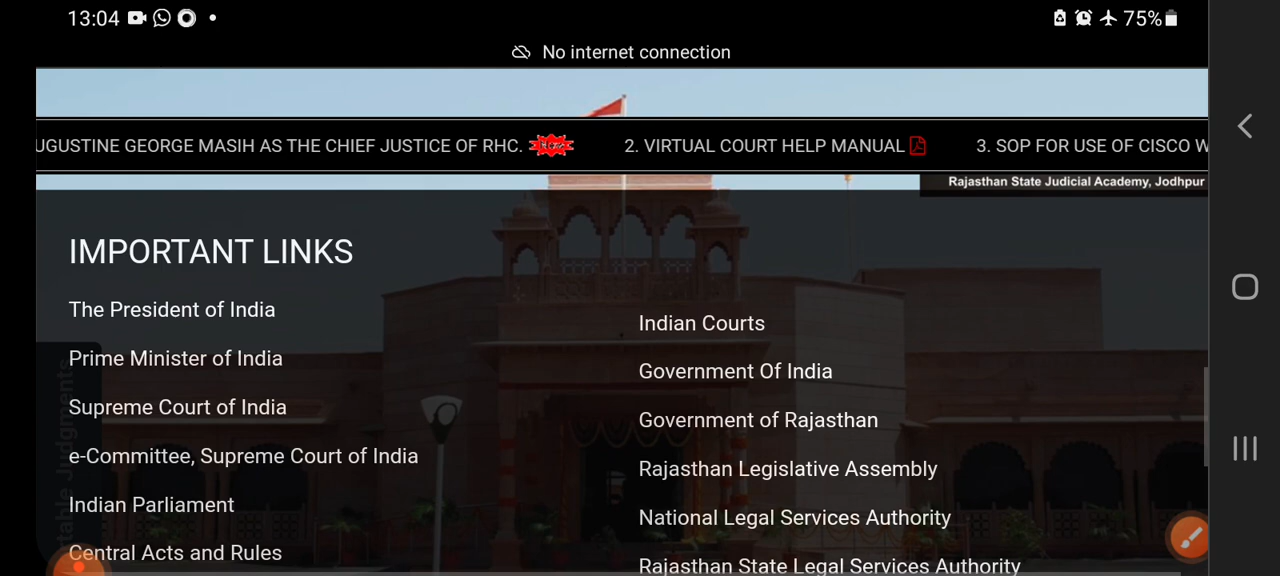 13:04
75%
No internet connection
UGUSTINE GEORGE MASIH AS THE CHIEF JUSTICE OF RHC. 2. VIRTUAL COURT HELP MANUAL 3. SOP FOR USE OF CISCO W
Rajasthan State Judicial Academy, Jodhpur
IMPORTANT LINKS
The President of India
Prime Minister of India
Supreme Court of India
e-Committee, Supreme Court of India
Indian Parliament
Central Acts and Rules
Indian Courts
Government Of India
Government of Rajasthan
Rajasthan Legislative Assembly
National Legal Services Authority
Rajasthan State Legal Services Authority